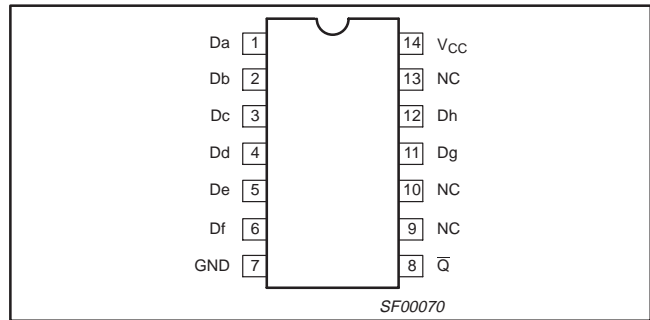 Da 1 14 VCC
Db 2 13 NC
Dc 3 12 Dh
Dd 4 11 Dg
De 5 10 NC
Df 6 9 NC
GND 7 8 Q̅
SF00070